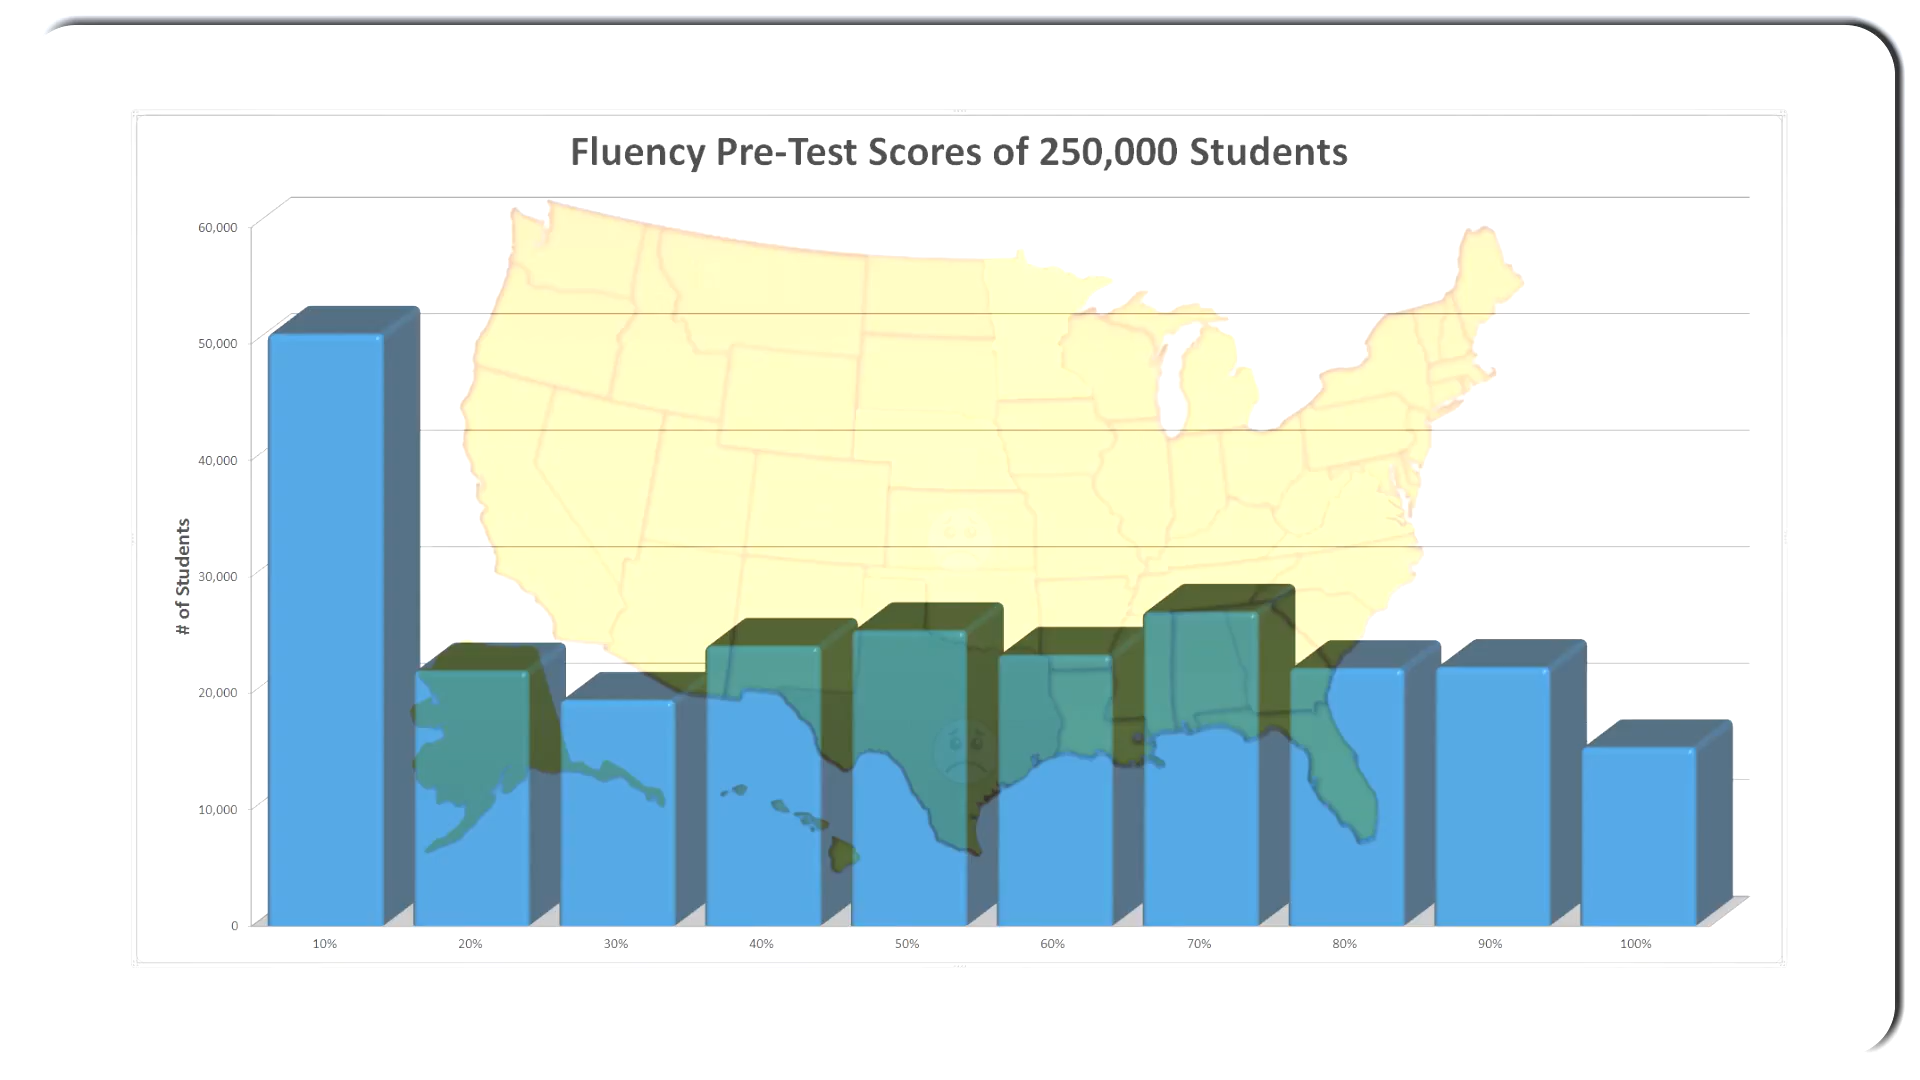 Fluency Pre-Test Scores of 250,000 Students
60,000
50,000
40,000
30,000
20,000
10,000
0
# of Students
10% 20% 30% 40% 50% 60% 70% 80% 90% 100%